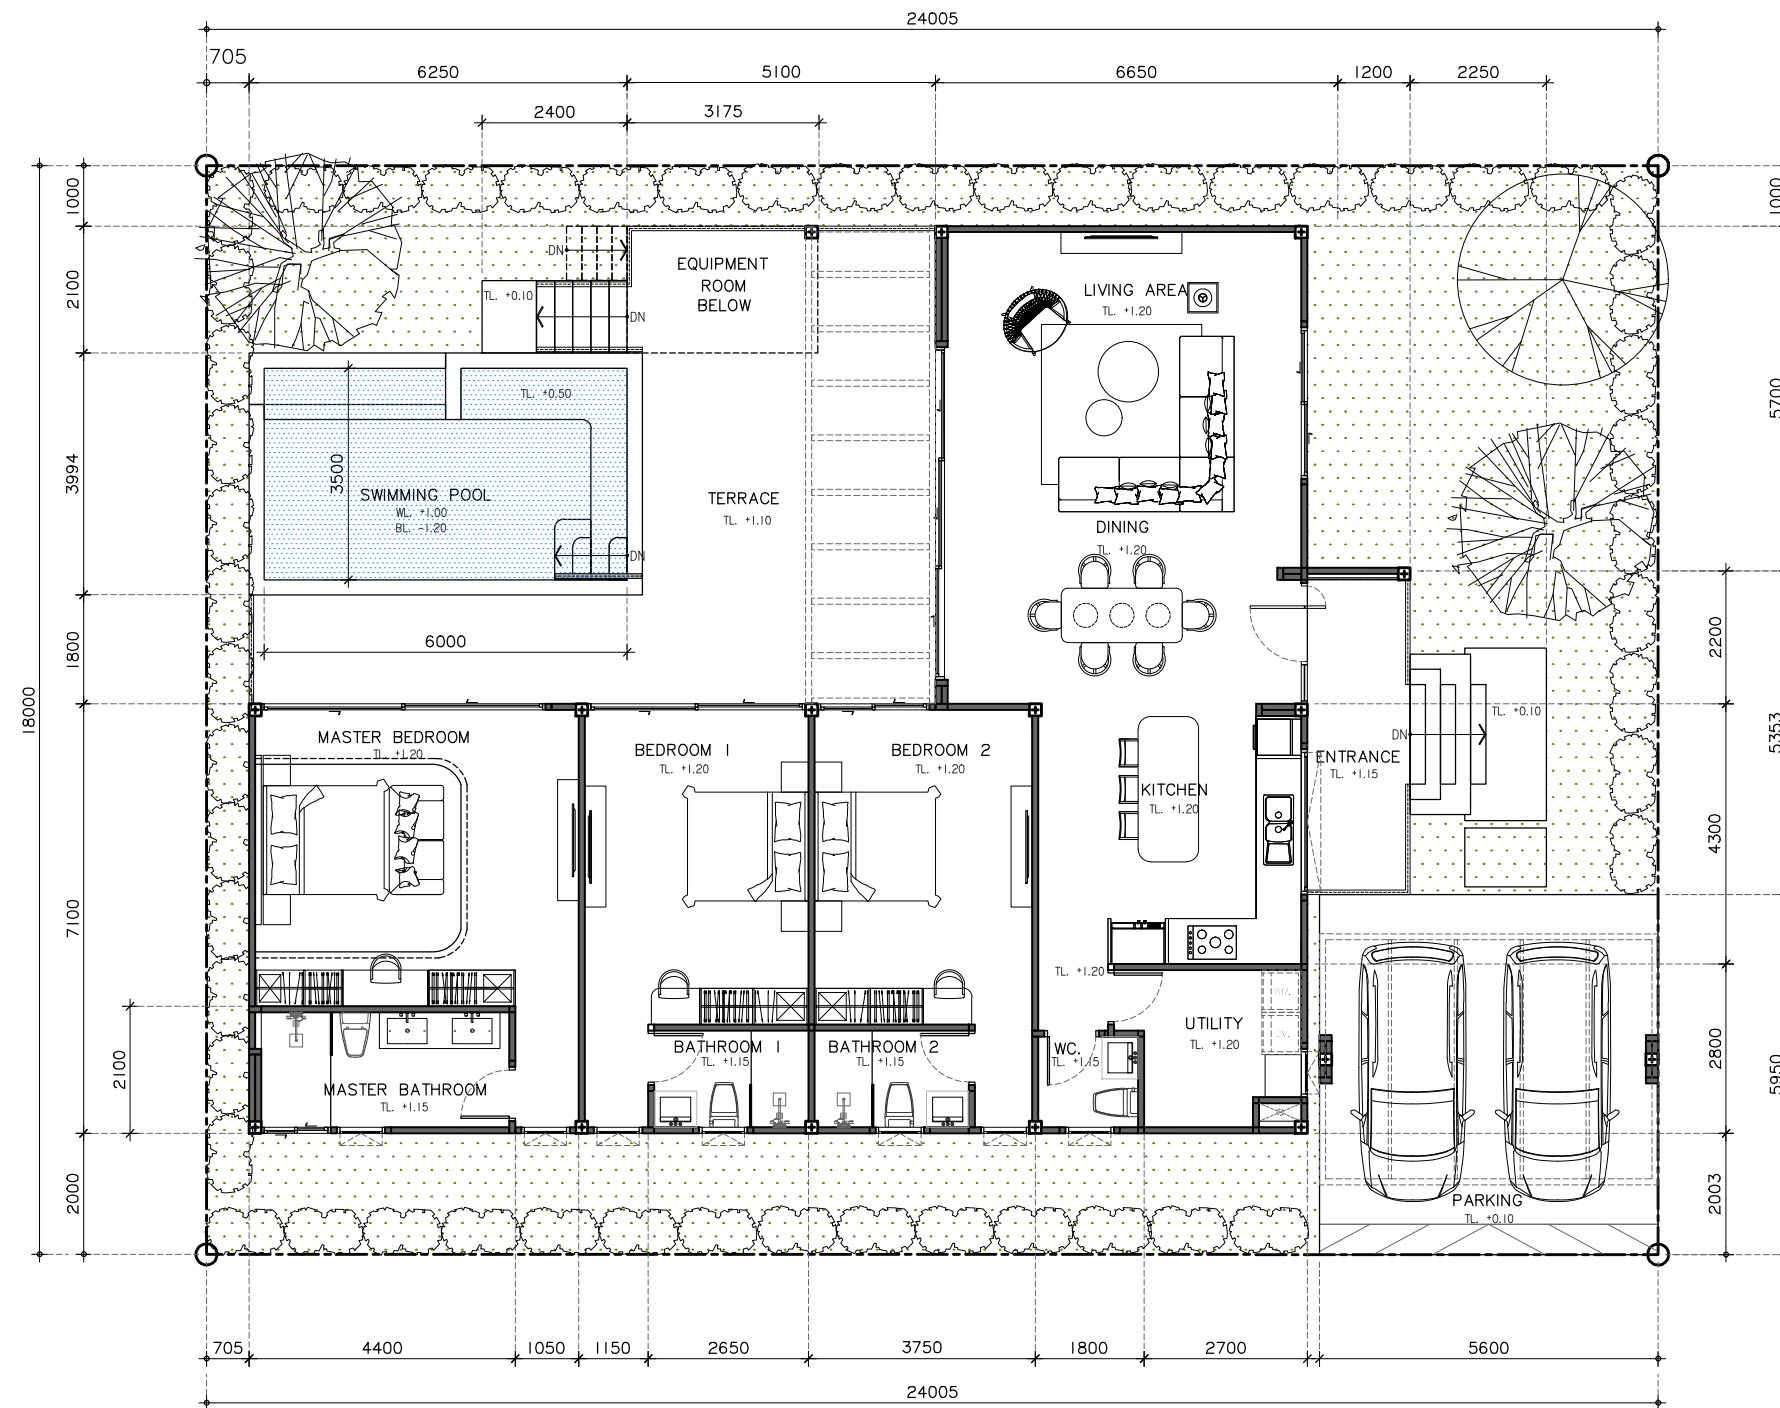 24005
705
6250
5100
6650
1200
2250
2400
3175
1000
1000
DN
EQUIPMENT
ROOM
BELOW
LIVING AREA
TL. +1.20
2100
TL. +0.10
DN
5700
TL. +0.50
3994
3500
SWIMMING POOL
WL. +1.00
BL. -1.20
TERRACE
TL. +1.10
DINING
TL. +1.20
DN
1800
6000
2200
18000
MASTER BEDROOM
TL. +1.20
BEDROOM 1
TL. +1.20
BEDROOM 2
TL. +1.20
KITCHEN
TL. +1.20
ENTRANCE
TL. +1.15
DN
TL. +0.10
5353
4300
7100
TL. +1.20
UTILITY
TL. +1.20
2100
MASTER BATHROOM
TL. +1.15
BATHROOM 1
TL. +1.15
BATHROOM 2
TL. +1.15
WC.
TL. +1.15
2800
5950
2000
PARKING
TL. +0.10
2003
705
4400
1050
1150
2650
3750
1800
2700
5600
24005